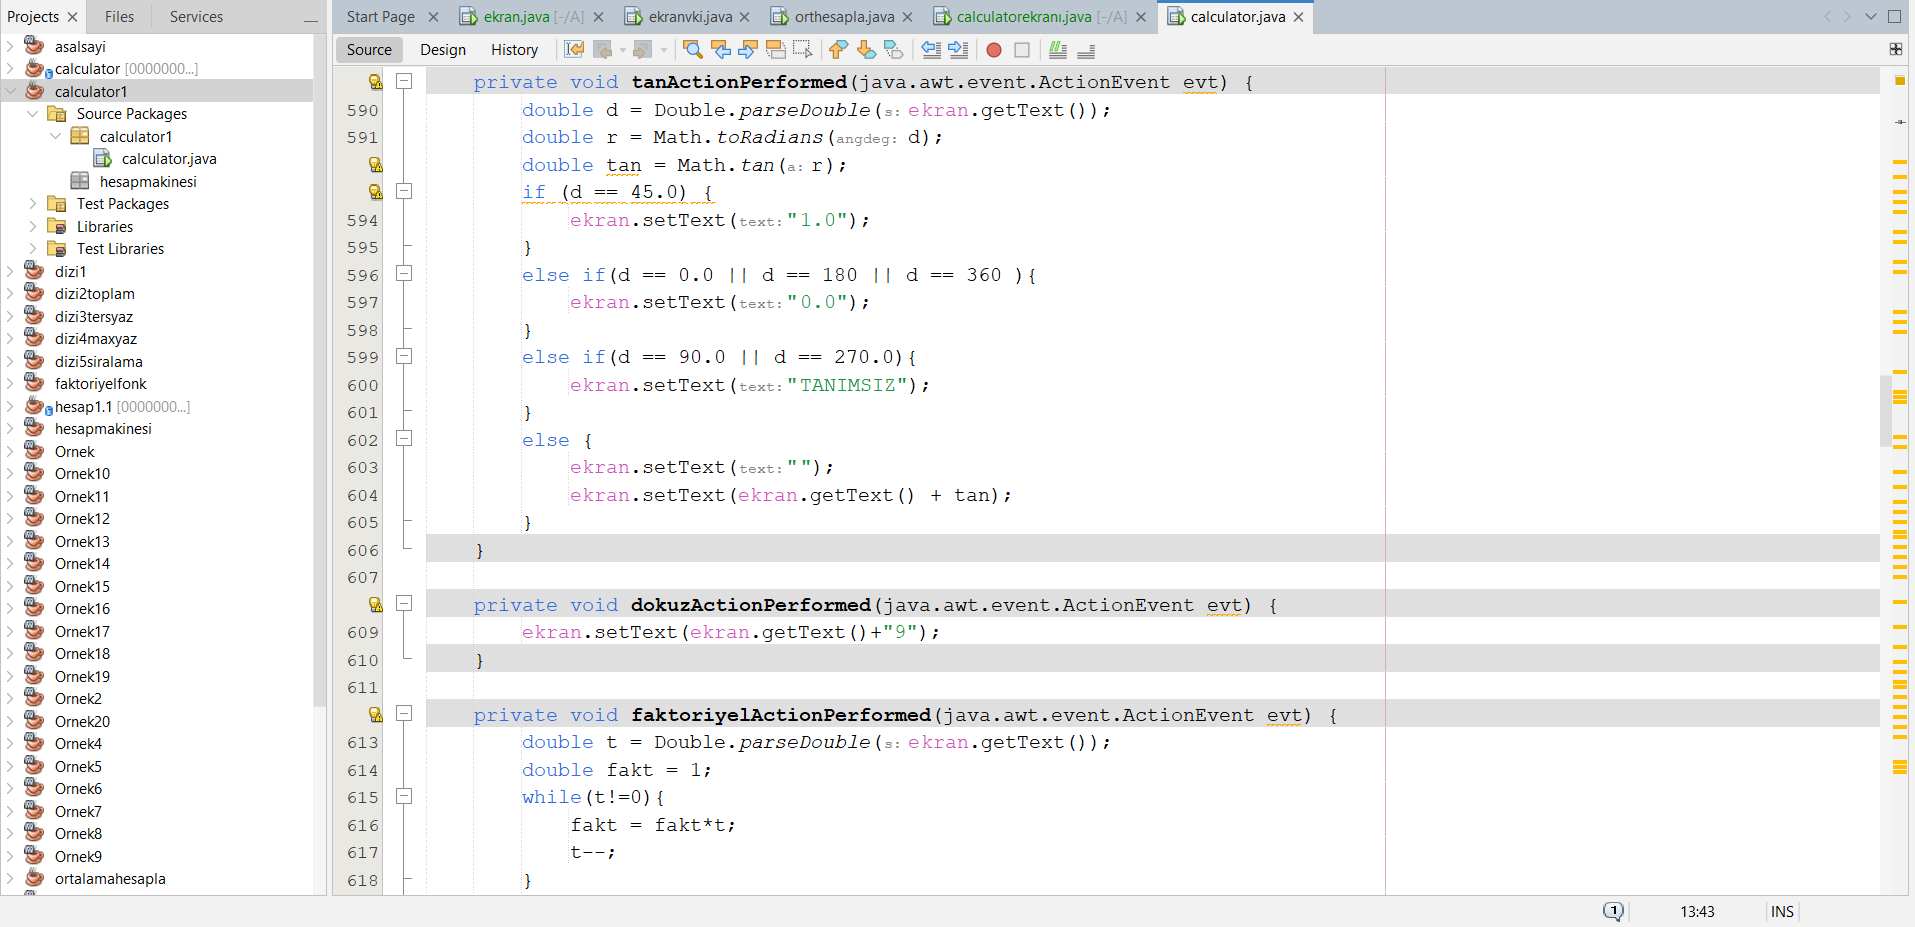 Projects
Files
Services
asalsayi
calculator [0000000...]
calculator1
Source Packages
calculator1
calculator.java
hesapmakinesi
Test Packages
Libraries
Test Libraries
dizi1
dizi2toplam
dizi3tersyaz
dizi4maxyaz
dizi5siralama
faktoriyelfonk
hesap1.1 [0000000...]
hesapmakinesi
Ornek
Ornek10
Ornek11
Ornek12
Ornek13
Ornek14
Ornek15
Ornek16
Ornek17
Ornek18
Ornek19
Ornek2
Ornek20
Ornek4
Ornek5
Ornek6
Ornek7
Ornek8
Ornek9
ortalamahesapla
Start Page
ekran.java [-/A]
ekranvki.java
orthesapla.java
calculatorekranı.java [-/A]
calculator.java
Source
Design
History
private void tanActionPerformed(java.awt.event.ActionEvent evt) {
590 double d = Double.parseDouble(s: ekran.getText());
591 double r = Math.toRadians(angdeg: d);
double tan = Math.tan(a: r);
if (d == 45.0) {
594 ekran.setText(text: "1.0");
595 }
596 else if(d == 0.0 || d == 180 || d == 360 ){
597 ekran.setText(text: "0.0");
598 }
599 else if(d == 90.0 || d == 270.0){
600 ekran.setText(text: "TANIMSIZ");
601 }
602 else {
603 ekran.setText(text: "");
604 ekran.setText(ekran.getText() + tan);
605 }
606 }
607
private void dokuzActionPerformed(java.awt.event.ActionEvent evt) {
609 ekran.setText(ekran.getText()+"9");
610 }
611
private void faktoriyelActionPerformed(java.awt.event.ActionEvent evt) {
613 double t = Double.parseDouble(s: ekran.getText());
614 double fakt = 1;
615 while(t!=0){
616 fakt = fakt*t;
617 t--;
618 }
1
13:43
INS